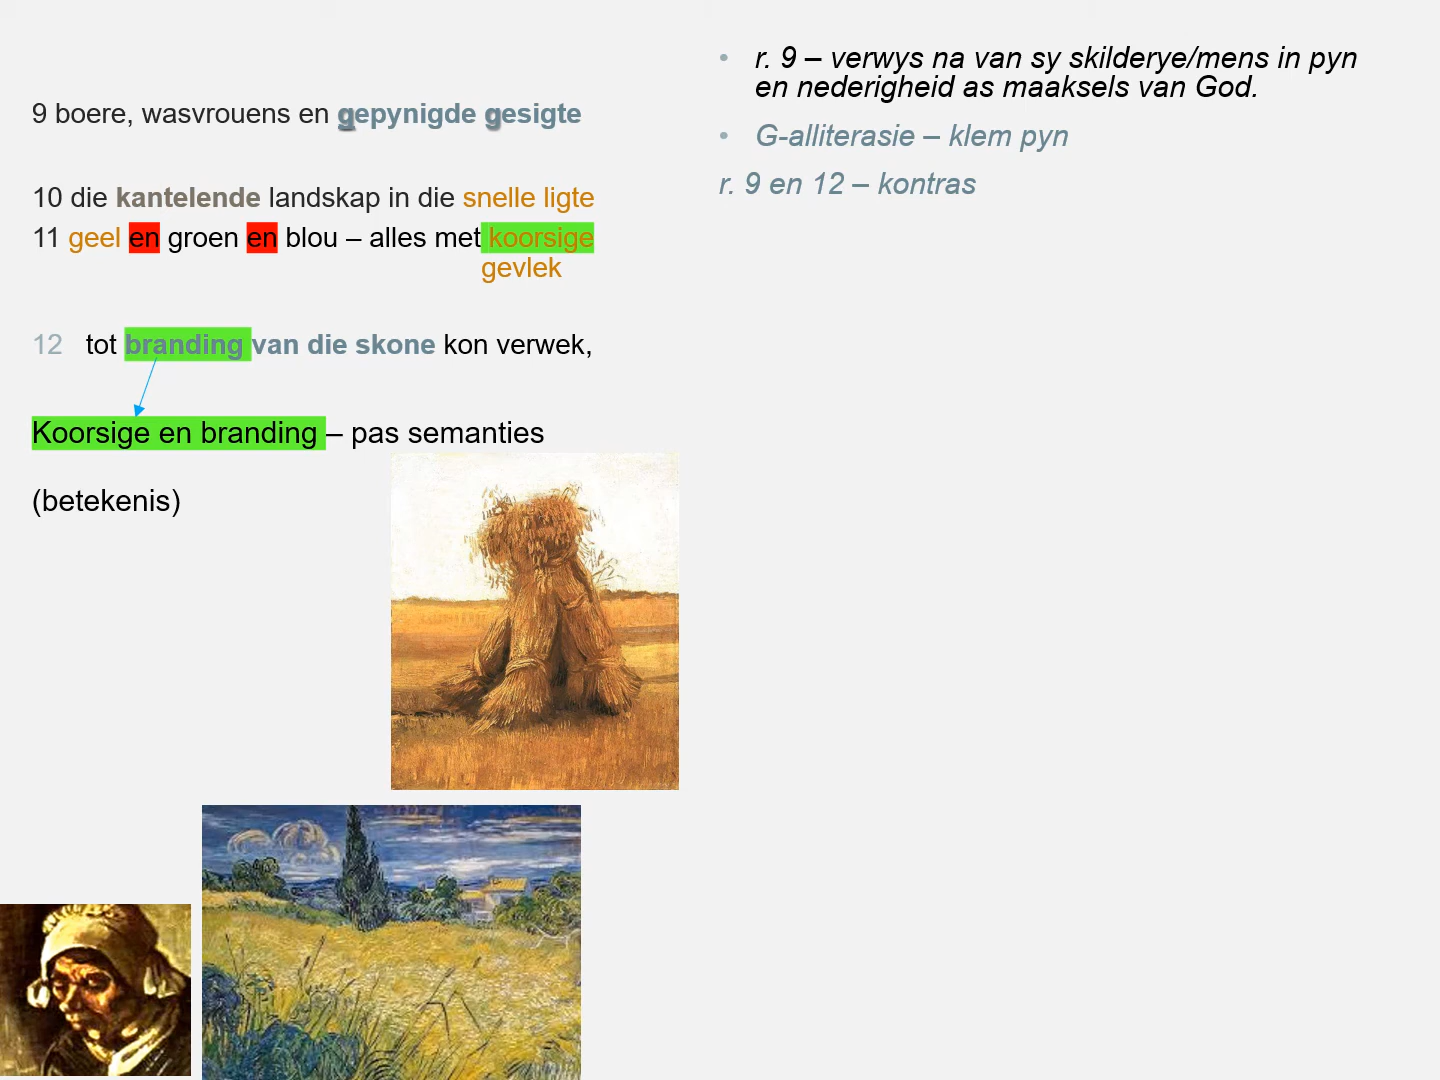 9 boere, wasvrouens en gepynigde gesigte
10 die kantelende landskap in die snelle ligte
11 geel en groen en blou – alles met koorsige
gevlek
12 tot branding van die skone kon verwek,
Koorsige en branding – pas semanties
(betekenis)
• r. 9 – verwys na van sy skilderye/mens in pyn
en nederigheid as maaksels van God.
• G-alliterasie – klem pyn
r. 9 en 12 – kontras